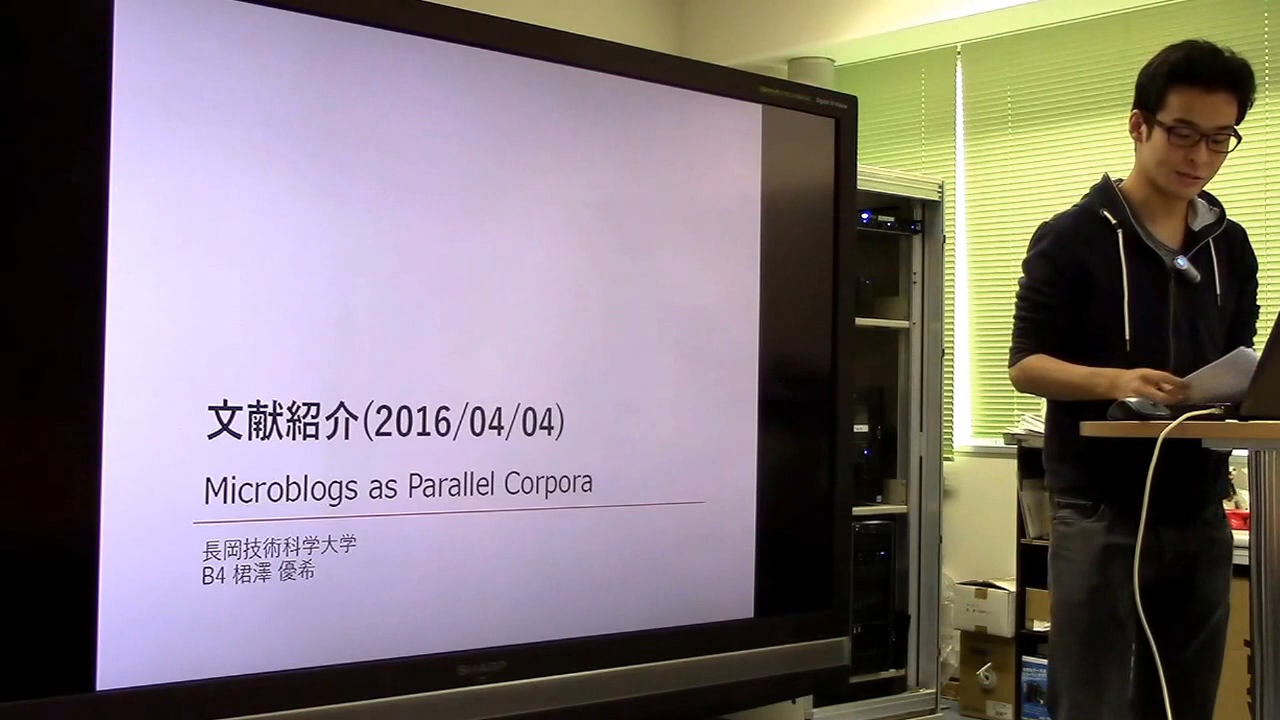 文献紹介(2016/04/04)
Microblogs as Parallel Corpora
長岡技術科学大学
B4 桾澤 優希
SHARP